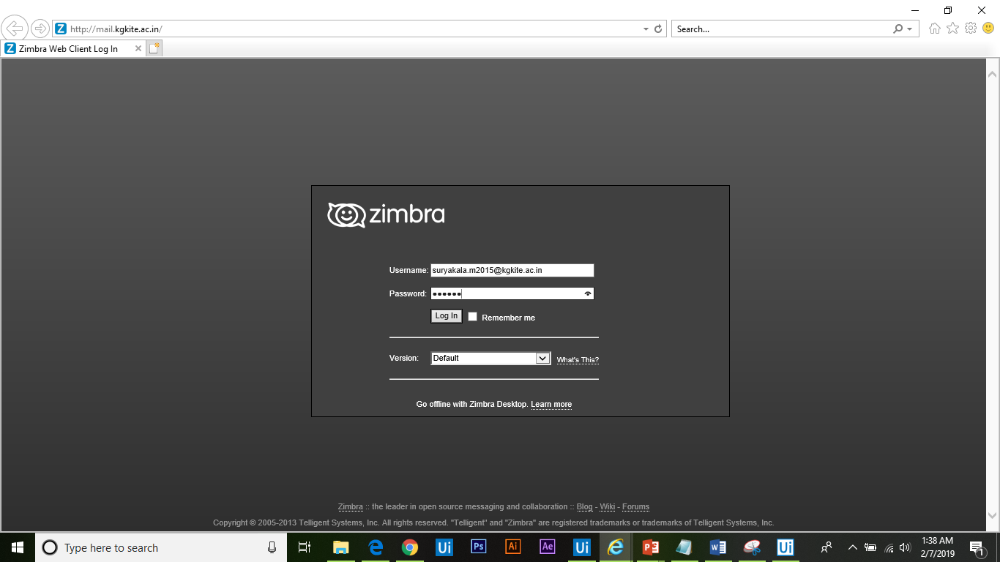 http://mail.kgkite.ac.in/
Search...
Zimbra Web Client Log In
zimbra
Username: suryakala.m2015@kgkite.ac.in
Password: ••••••
Log In Remember me
Version: Default What's This?
Go offline with Zimbra Desktop. Learn more
Zimbra :: the leader in open source messaging and collaboration :: Blog - Wiki - Forums
Copyright © 2005-2013 Telligent Systems, Inc. All rights reserved. "Telligent" and "Zimbra" are registered trademarks or trademarks of Telligent Systems, Inc.
Type here to search
Ui Ps Ai Ae Ui P W Ui
1:38 AM
2/7/2019
1